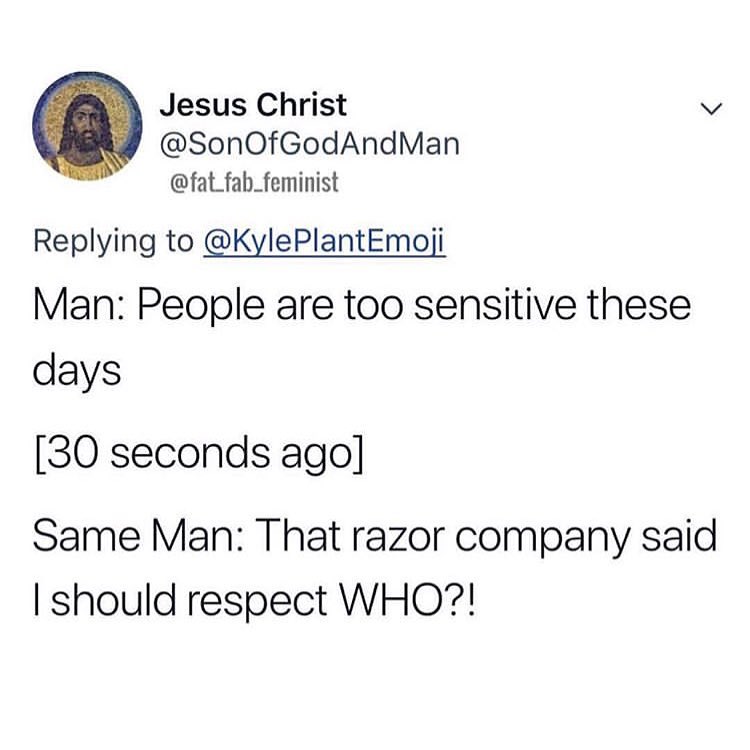 Jesus Christ
@SonOfGodAndMan
@fat_fab_feminist
Replying to @KylePlantEmoji
Man: People are too sensitive these
days
[30 seconds ago]
Same Man: That razor company said
I should respect WHO?!